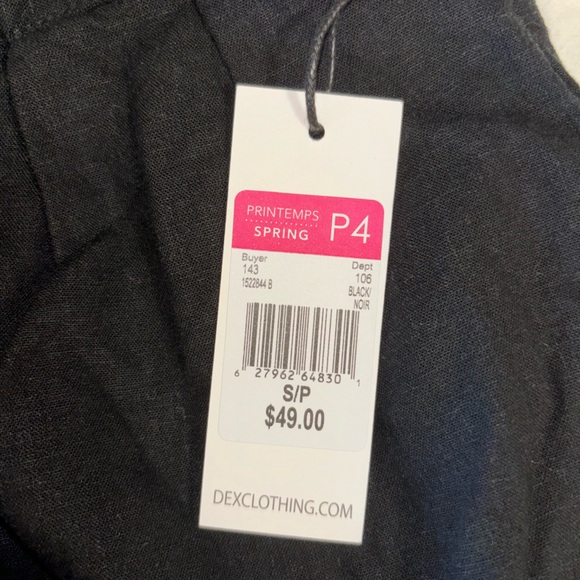 PRINTEMPS
SPRING P4
Buyer Dept
143 106
1522844 B BLACK/
NOIR
6 27962 64830 1
S/P
$49.00
DEXCLOTHING.COM